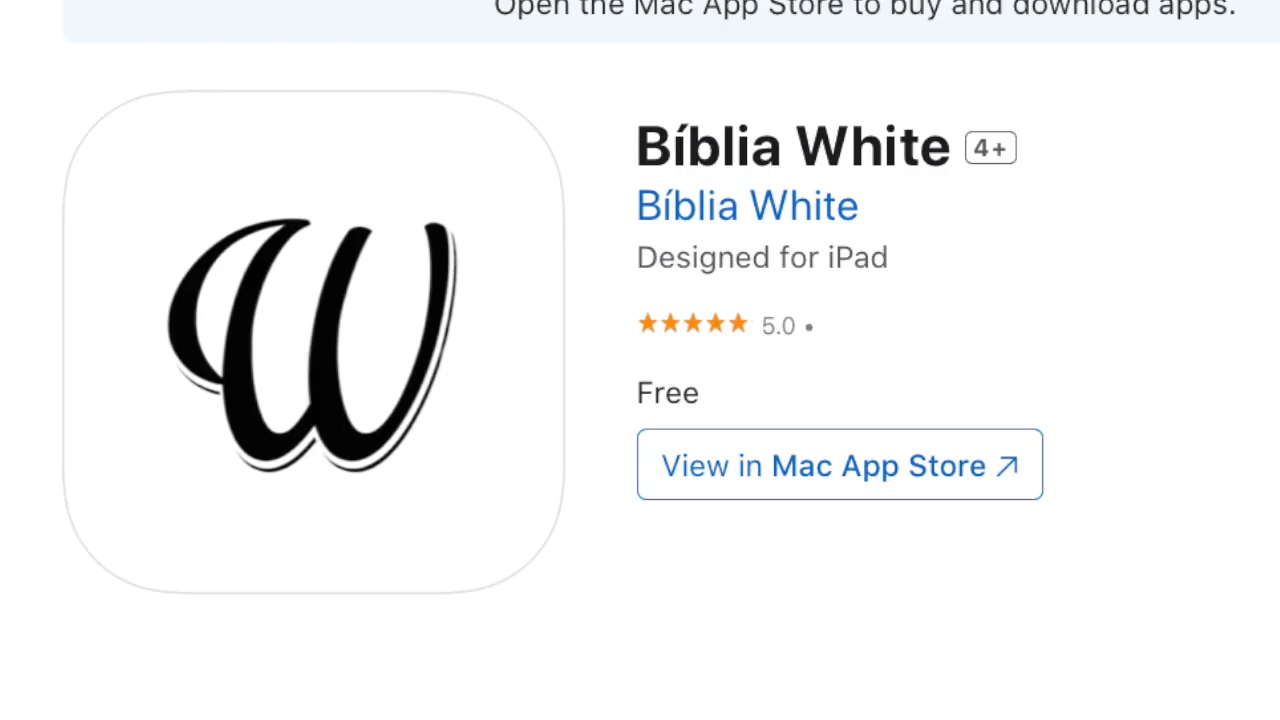 Open the Mac App Store to buy and download apps.
W
Bíblia White 4+
Bíblia White
Designed for iPad
5.0 •
Free
View in Mac App Store